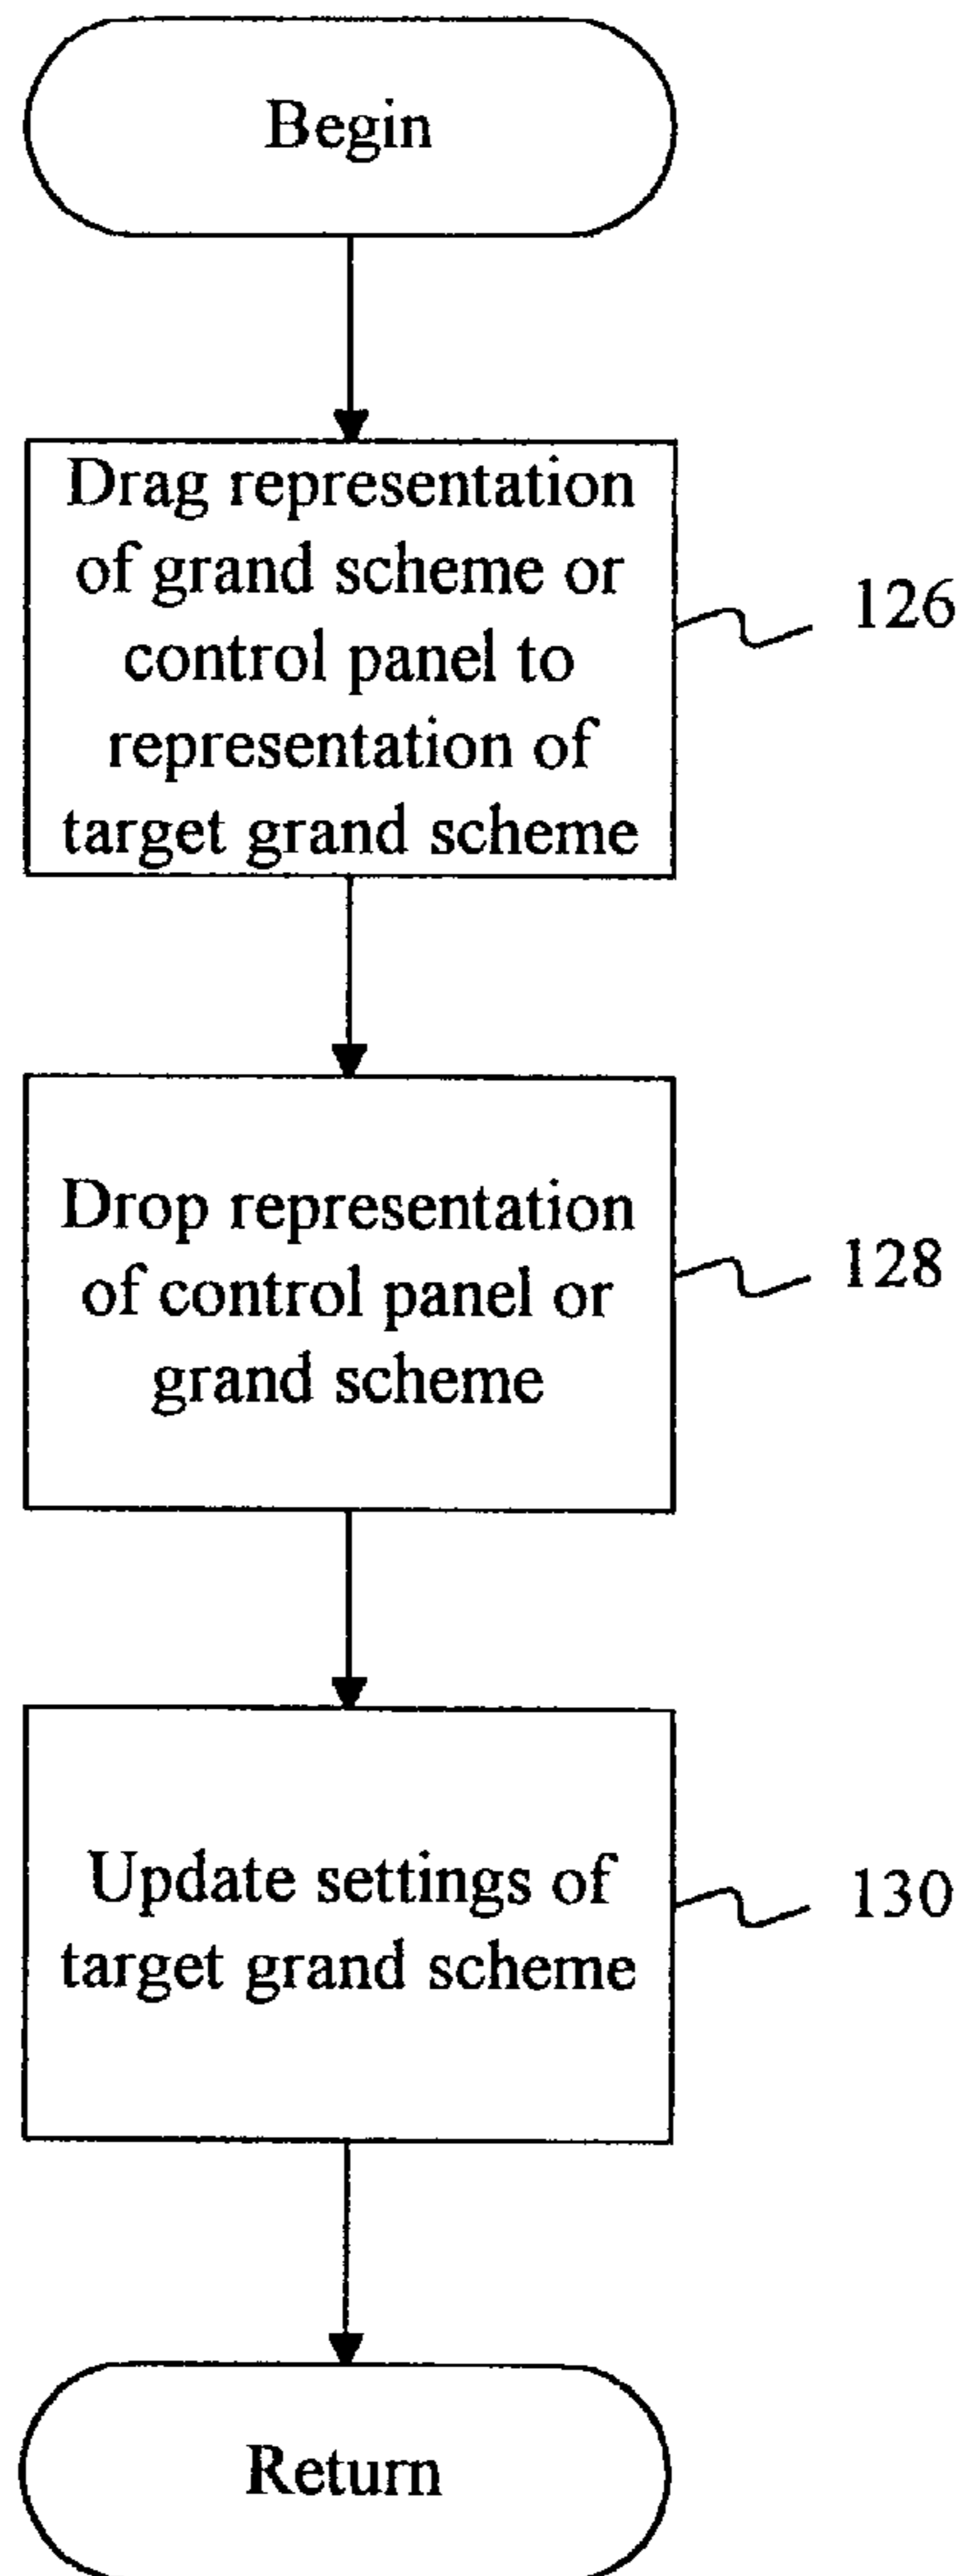 Begin
Drag representation
of grand scheme or
control panel to
representation of
target grand scheme
126
Drop representation
of control panel or
grand scheme
128
Update settings of
target grand scheme
130
Return